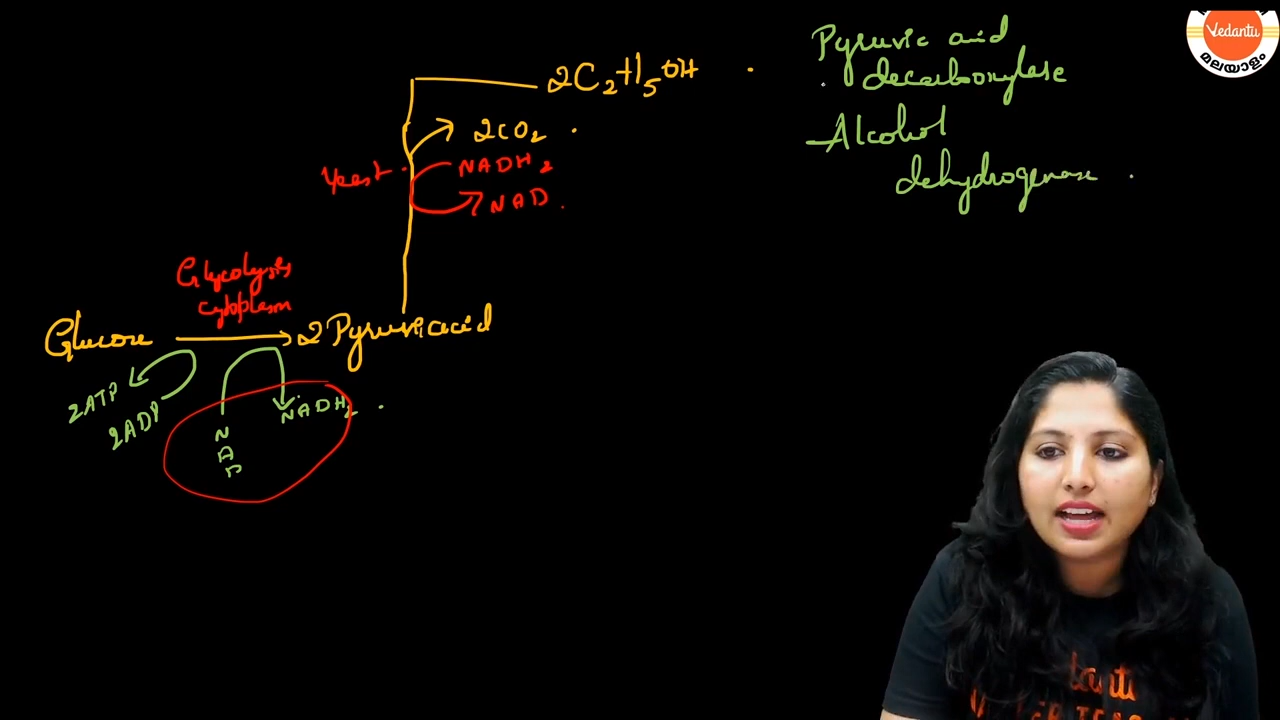 2C₂H₅OH
2CO₂
Yeast
NADH₂
NAD
Glycolysis
cytoplasm
Glucose
2 Pyruvic acid
2ATP
2ADP
NAD
NADH₂
Pyruvic acid
decarboxylase
Alcohol
dehydrogenase
Vedantu
മലയാളം